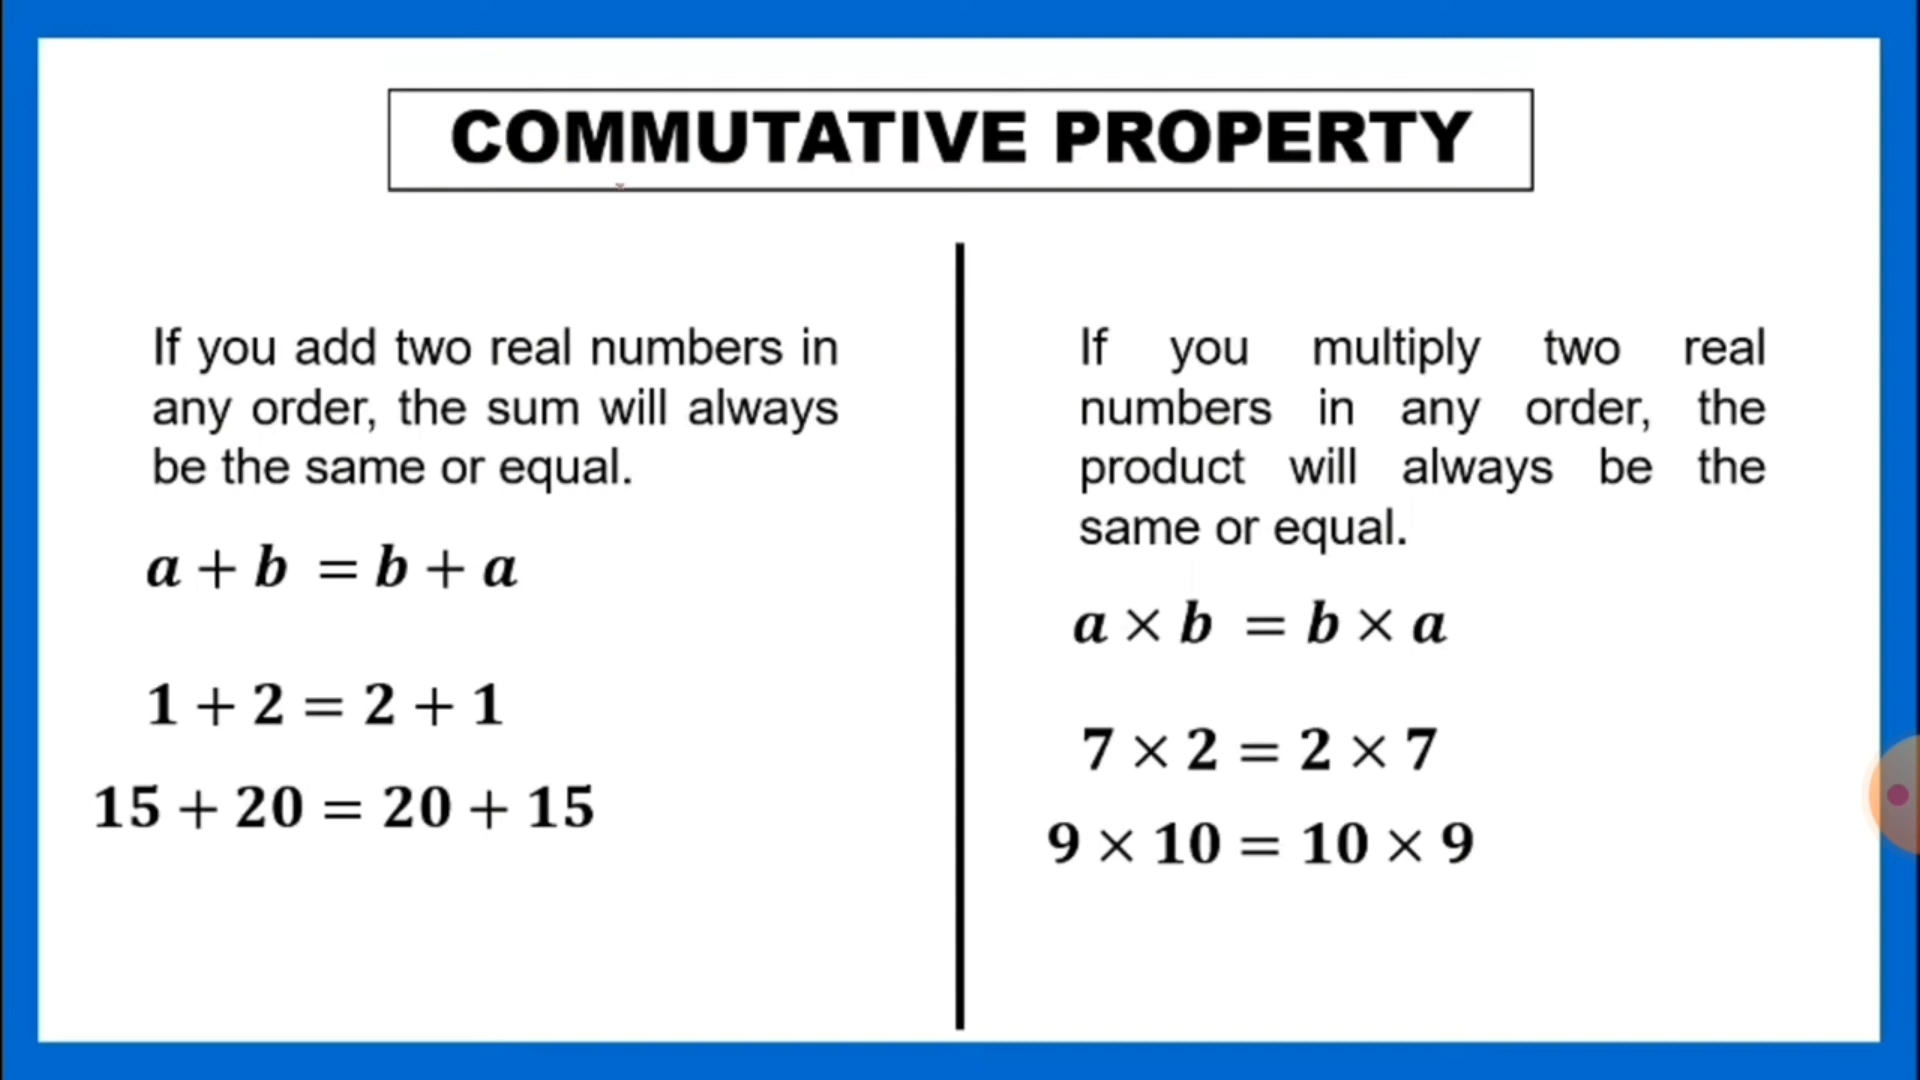 COMMUTATIVE PROPERTY
If you add two real numbers in
any order, the sum will always
be the same or equal.
a + b = b + a
1 + 2 = 2 + 1
15 + 20 = 20 + 15
If you multiply two real
numbers in any order, the
product will always be the
same or equal.
a × b = b × a
7 × 2 = 2 × 7
9 × 10 = 10 × 9